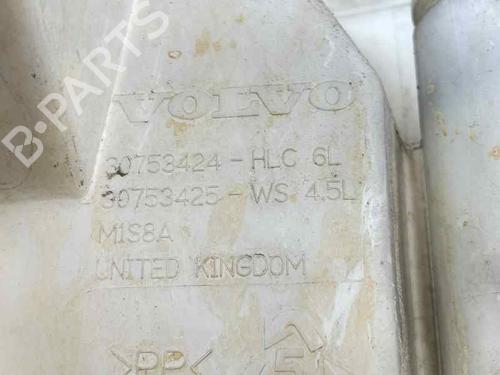 B-PARTS
VOLVO
30753424-HLC 6L
30753425-WS 4.5L
M1S8A
UNITED KINGDOM
>PP<
5